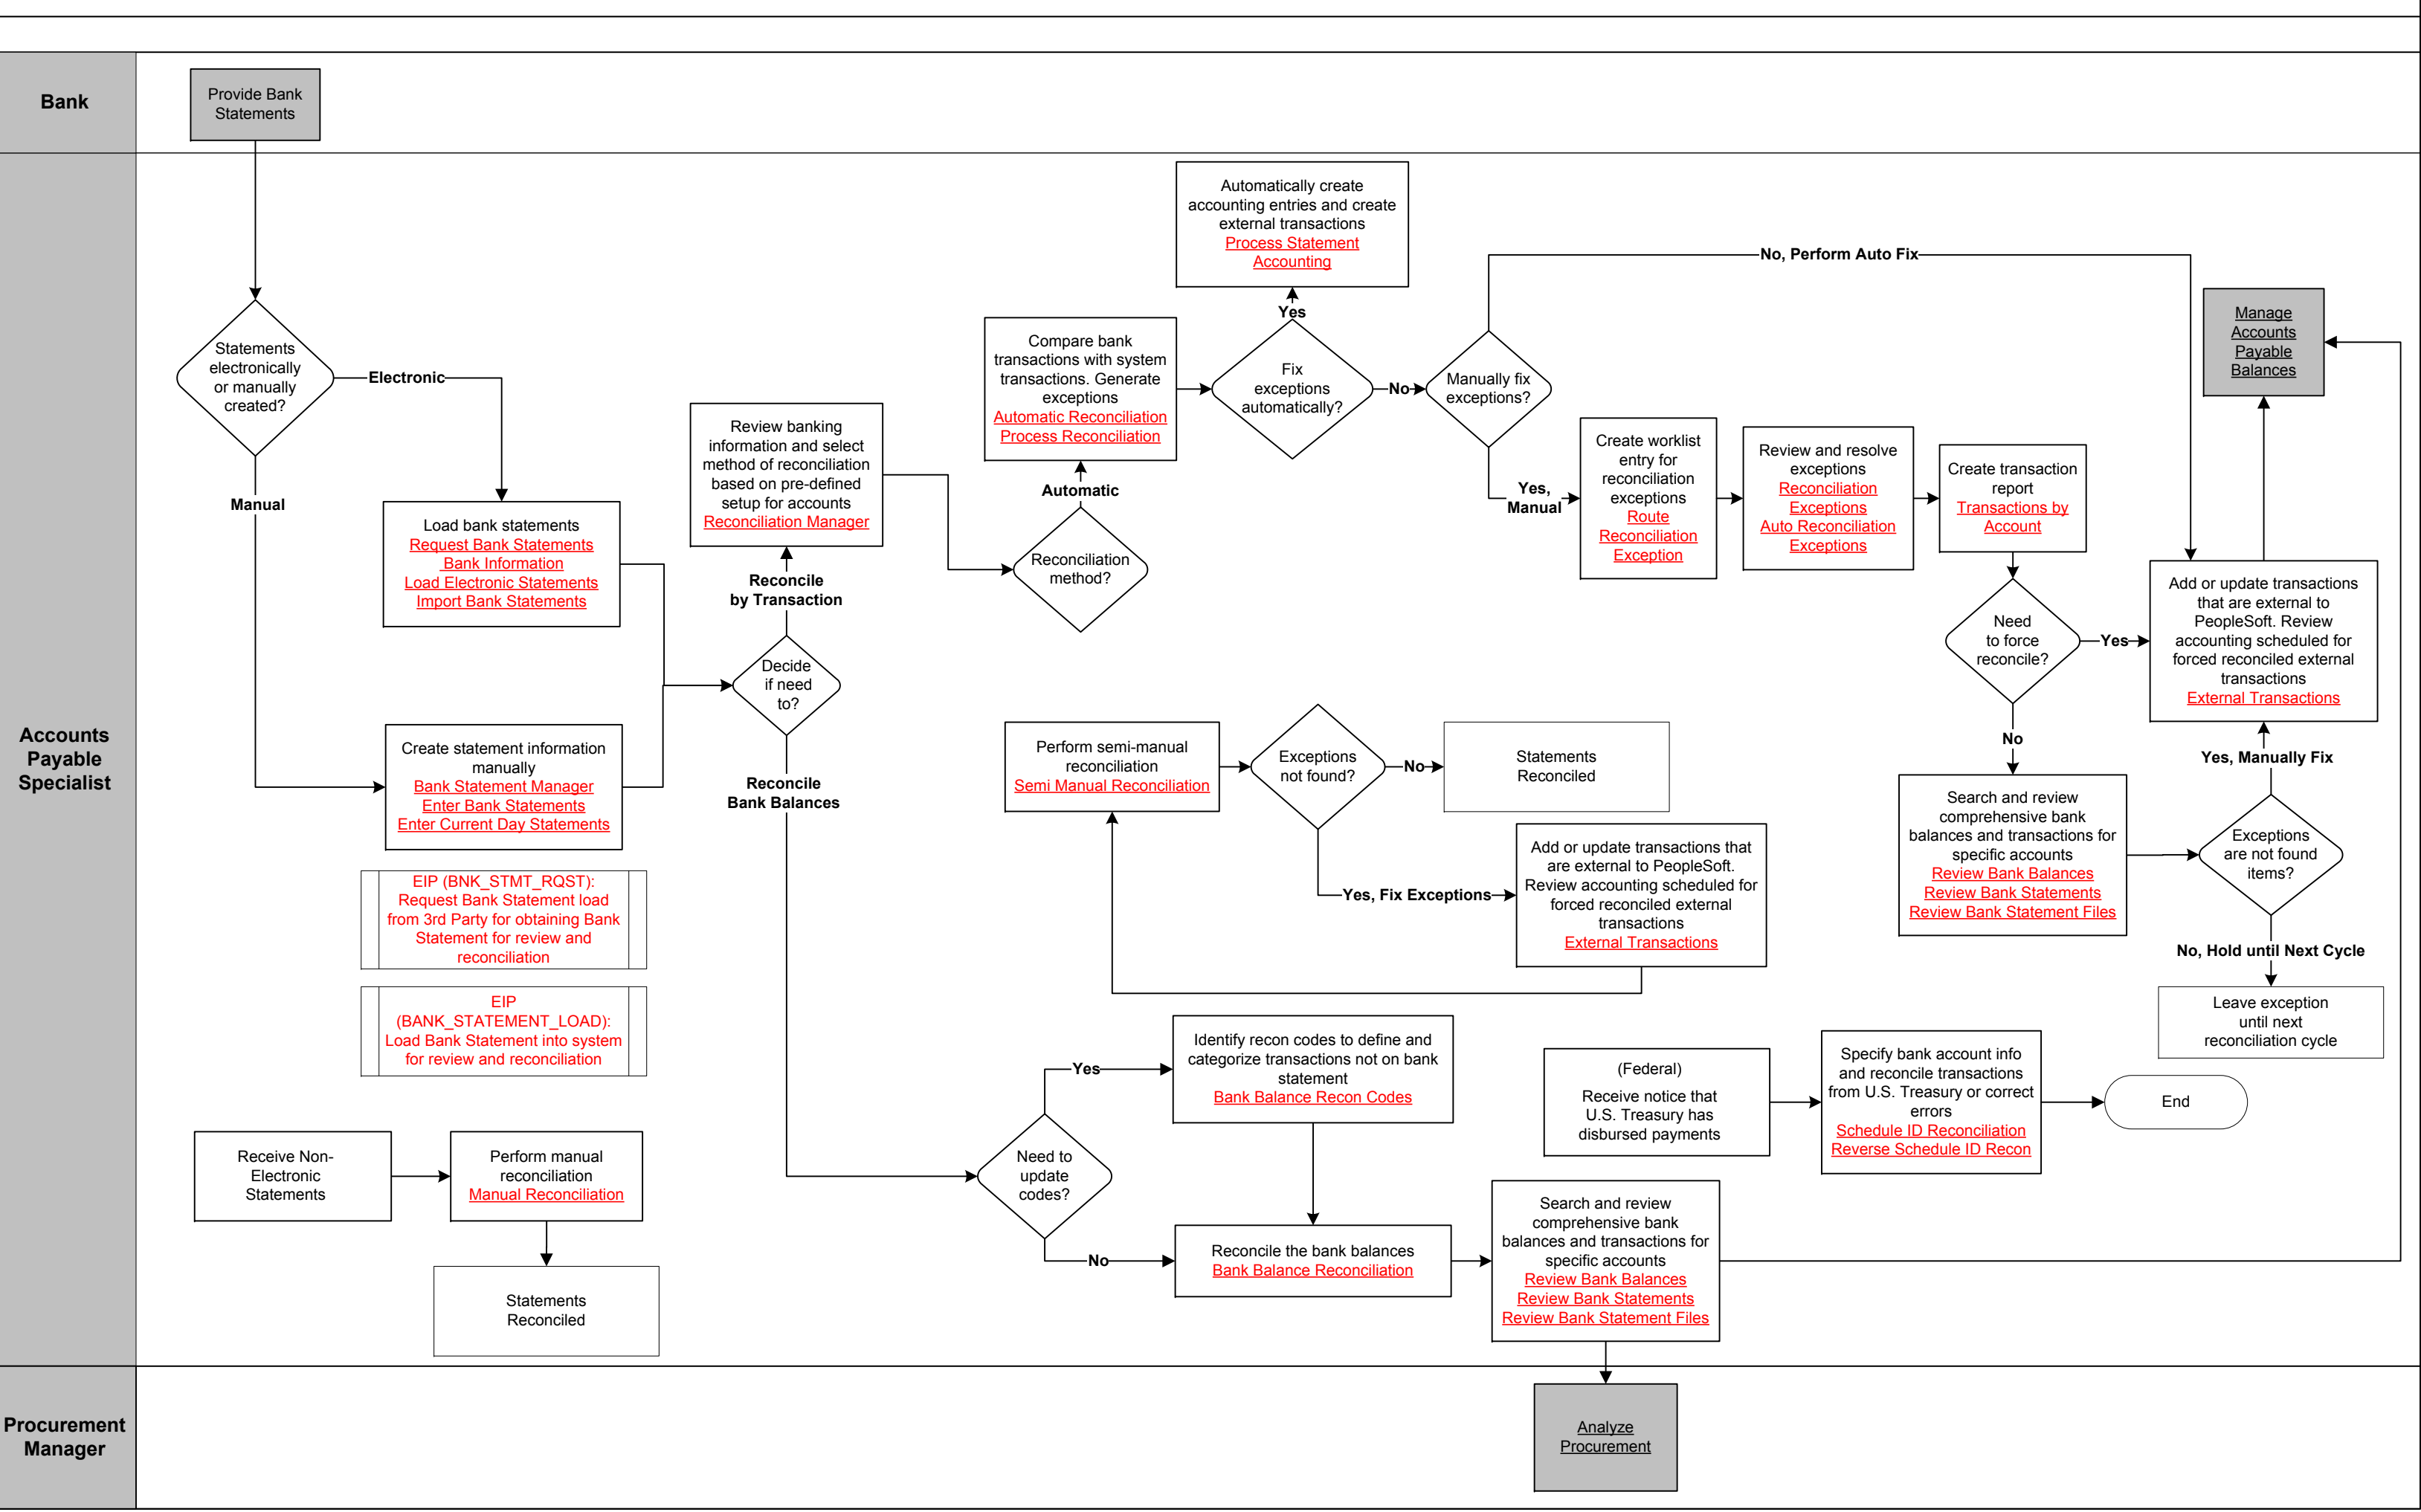 Bank
Provide Bank
Statements
Accounts
Payable
Specialist
Statements
electronically
or manually
created?
Electronic
Manual
Load bank statements
Request Bank Statements
Bank Information
Load Electronic Statements
Import Bank Statements
Create statement information
manually
Bank Statement Manager
Enter Bank Statements
Enter Current Day Statements
EIP (BNK_STMT_RQST):
Request Bank Statement load
from 3rd Party for obtaining Bank
Statement for review and
reconciliation
EIP
(BANK_STATEMENT_LOAD):
Load Bank Statement into system
for review and reconciliation
Receive Non-
Electronic
Statements
Perform manual
reconciliation
Manual Reconciliation
Statements
Reconciled
Decide
if need
to?
Reconcile
by Transaction
Reconcile
Bank Balances
Review banking
information and select
method of reconciliation
based on pre-defined
setup for accounts
Reconciliation Manager
Reconciliation
method?
Automatic
Compare bank
transactions with system
transactions. Generate
exceptions
Automatic Reconciliation
Process Reconciliation
Fix
exceptions
automatically?
Yes
Automatically create
accounting entries and create
external transactions
Process Statement
Accounting
No
Manually fix
exceptions?
No, Perform Auto Fix
Yes,
Manual
Create worklist
entry for
reconciliation
exceptions
Route
Reconciliation
Exception
Review and resolve
exceptions
Reconciliation
Exceptions
Auto Reconciliation
Exceptions
Create transaction
report
Transactions by
Account
Need
to force
reconcile?
Yes
No
Manage
Accounts
Payable
Balances
Add or update transactions
that are external to
PeopleSoft. Review
accounting scheduled for
forced reconciled external
transactions
External Transactions
Yes, Manually Fix
Search and review
comprehensive bank
balances and transactions for
specific accounts
Review Bank Balances
Review Bank Statements
Review Bank Statement Files
Exceptions
are not found
items?
No, Hold until Next Cycle
Leave exception
until next
reconciliation cycle
Perform semi-manual
reconciliation
Semi Manual Reconciliation
Exceptions
not found?
No
Statements
Reconciled
Yes, Fix Exceptions
Add or update transactions that
are external to PeopleSoft.
Review accounting scheduled for
forced reconciled external
transactions
External Transactions
Need to
update
codes?
Yes
Identify recon codes to define and
categorize transactions not on bank
statement
Bank Balance Recon Codes
No
Reconcile the bank balances
Bank Balance Reconciliation
Search and review
comprehensive bank
balances and transactions for
specific accounts
Review Bank Balances
Review Bank Statements
Review Bank Statement Files
(Federal)
Receive notice that
U.S. Treasury has
disbursed payments
Specify bank account info
and reconcile transactions
from U.S. Treasury or correct
errors
Schedule ID Reconciliation
Reverse Schedule ID Recon
End
Procurement
Manager
Analyze
Procurement